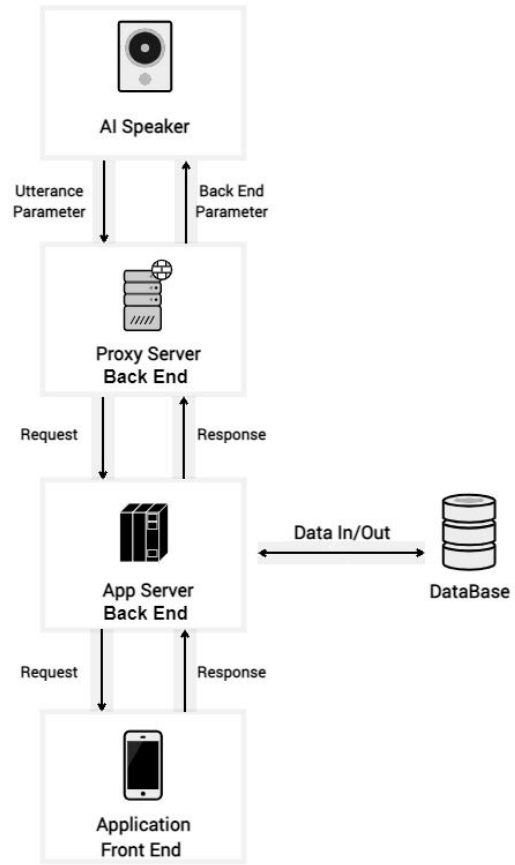 AI Speaker
Utterance
Parameter
Back End
Parameter
Proxy Server
Back End
Request
Response
App Server
Back End
Data In/Out
DataBase
Request
Response
Application
Front End